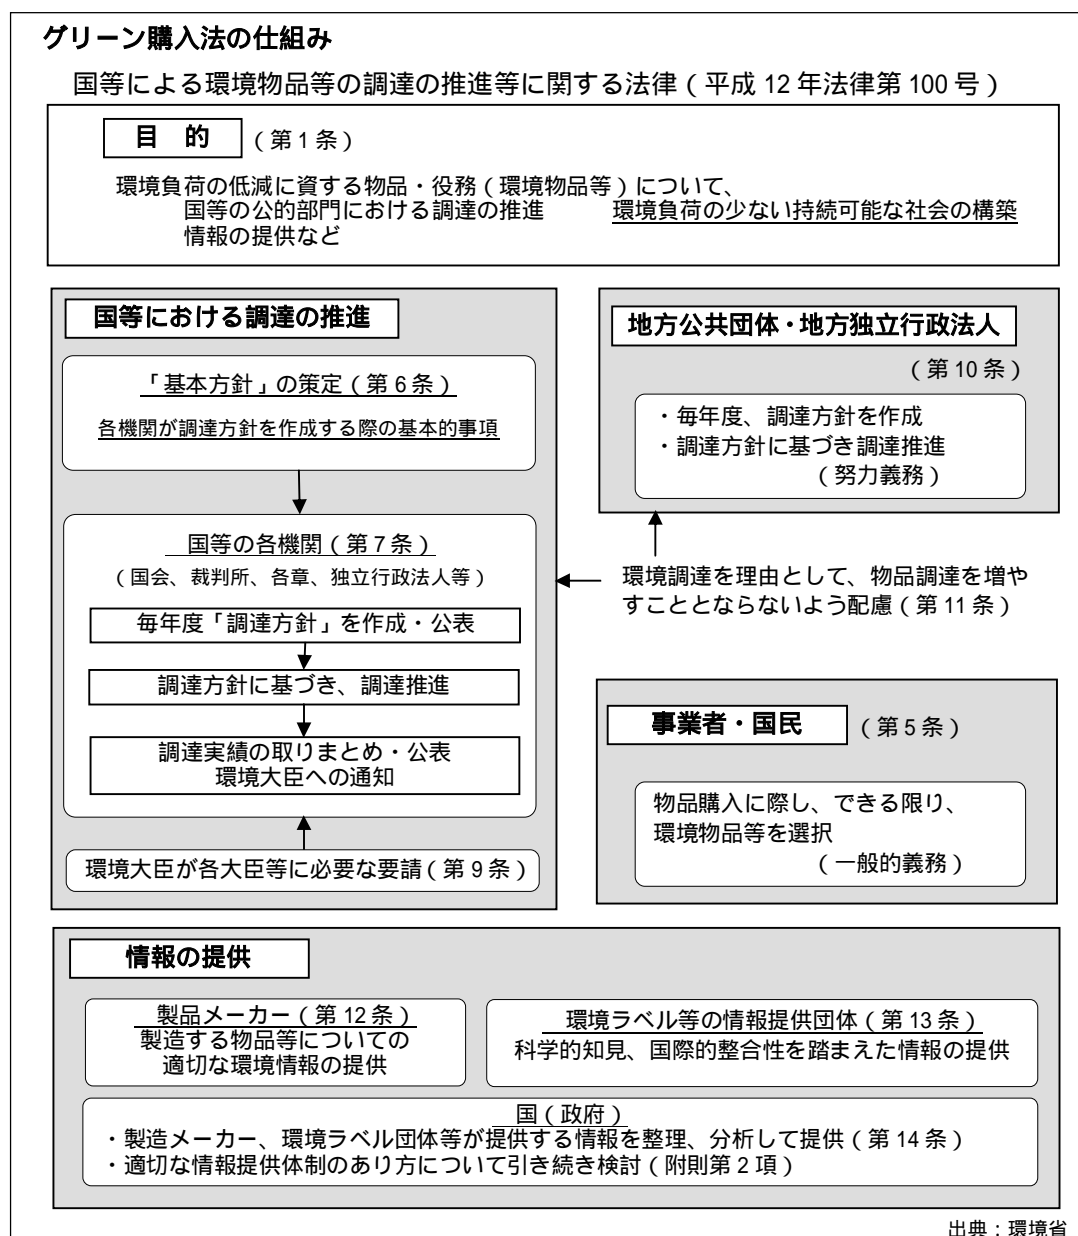 グリーン購入法の仕組み
国等による環境物品等の調達の推進等に関する法律（平成 12 年法律第 100 号）
目　的
（第 1 条）
環境負荷の低減に資する物品・役務（環境物品等）について、
国等の公的部門における調達の推進
環境負荷の少ない持続可能な社会の構築
情報の提供など
国等における調達の推進
「基本方針」の策定（第 6 条）
各機関が調達方針を作成する際の基本的事項
国等の各機関（第 7 条）
（国会、裁判所、各章、独立行政法人等）
毎年度「調達方針」を作成・公表
調達方針に基づき、調達推進
調達実績の取りまとめ・公表
環境大臣への通知
環境大臣が各大臣等に必要な要請（第 9 条）
地方公共団体・地方独立行政法人
（第 10 条）
・毎年度、調達方針を作成
・調達方針に基づき調達推進
（努力義務）
環境調達を理由として、物品調達を増や
すこととならないよう配慮（第 11 条）
事業者・国民
（第 5 条）
物品購入に際し、できる限り、
環境物品等を選択
（一般的義務）
情報の提供
製品メーカー（第 12 条）
製造する物品等についての
適切な環境情報の提供
環境ラベル等の情報提供団体（第 13 条）
科学的知見、国際的整合性を踏まえた情報の提供
国（政府）
・製造メーカー、環境ラベル団体等が提供する情報を整理、分析して提供（第 14 条）
・適切な情報提供体制のあり方について引き続き検討（附則第 2 項）
出典：環境省